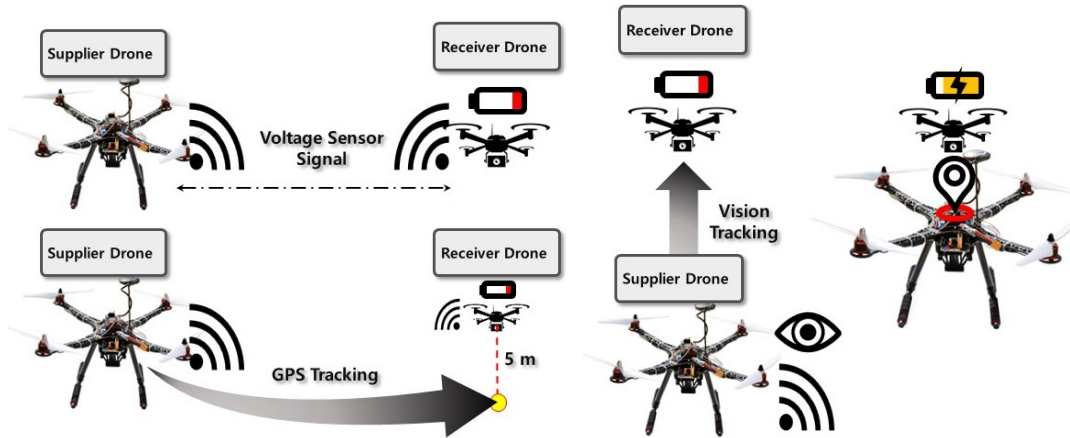 Supplier Drone
Receiver Drone
Voltage Sensor
Signal
Supplier Drone
Receiver Drone
5 m
GPS Tracking
Receiver Drone
Vision
Tracking
Supplier Drone